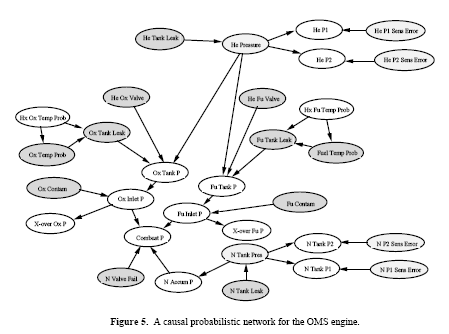 He Tank Leak
He Pressure
He P1
He P1 Sens Error
He P2
He P2 Sens Error
He Ox Valve
He Fu Valve
Hx Ox Temp Prob
Ox Tank Leak
Hx Fu Temp Prob
Fu Tank Leak
Ox Temp Prob
Fuel Temp Prob
Ox Tank P
Fu Tank P
Ox Contam
Ox Inlet P
Fu Contam
Fu Inlet P
X-over Ox P
X-over Fu P
Combust P
N Tank Pres
N Tank P2
N P2 Sens Error
N Valve Fail
N Accum P
N Tank P1
N P1 Sens Error
N Tank Leak
Figure 5. A causal probabilistic network for the OMS engine.